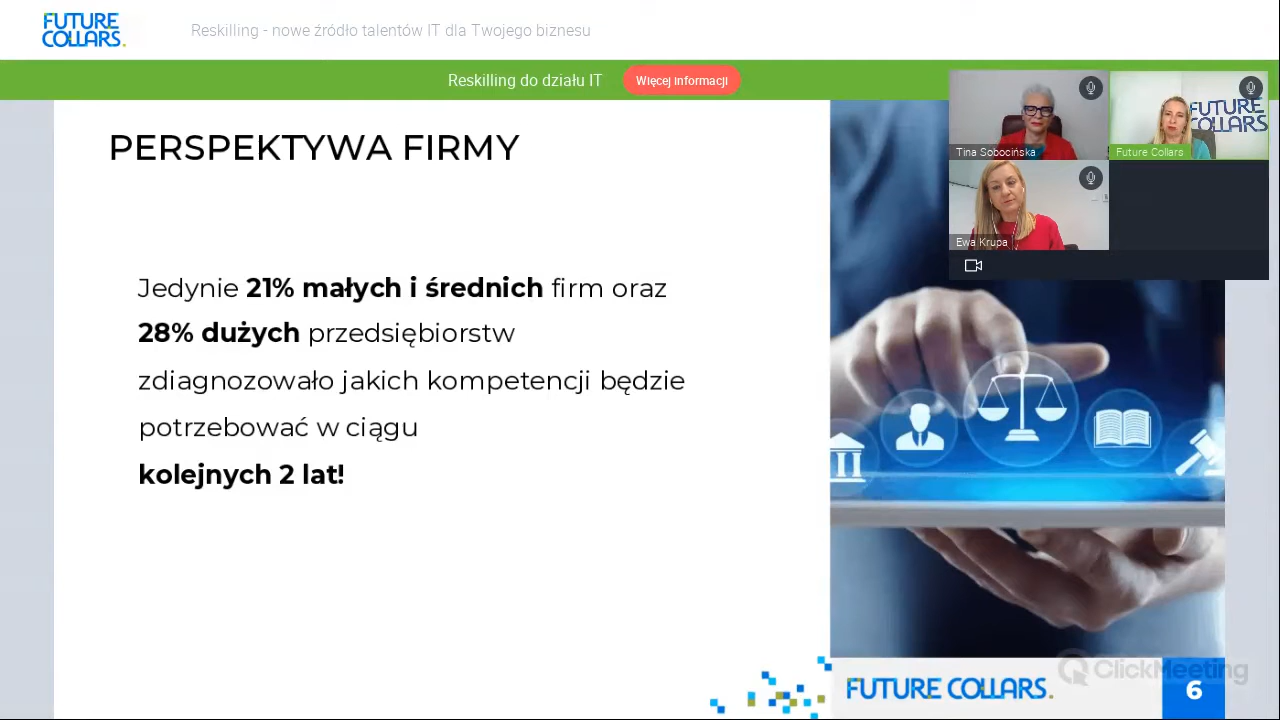 FUTURE
COLLARS.
Reskilling - nowe źródło talentów IT dla Twojego biznesu
Reskilling do działu IT
Więcej informacji
PERSPEKTYWA FIRMY
Jedynie 21% małych i średnich firm oraz
28% dużych przedsiębiorstw
zdiagnozowało jakich kompetencji będzie
potrzebować w ciągu
kolejnych 2 lat!
Tina Sobocińska
FUTURE
COLLARS
Future Collars
Ewa Krupa
FUTURE COLLARS.
ClickMeeting
6